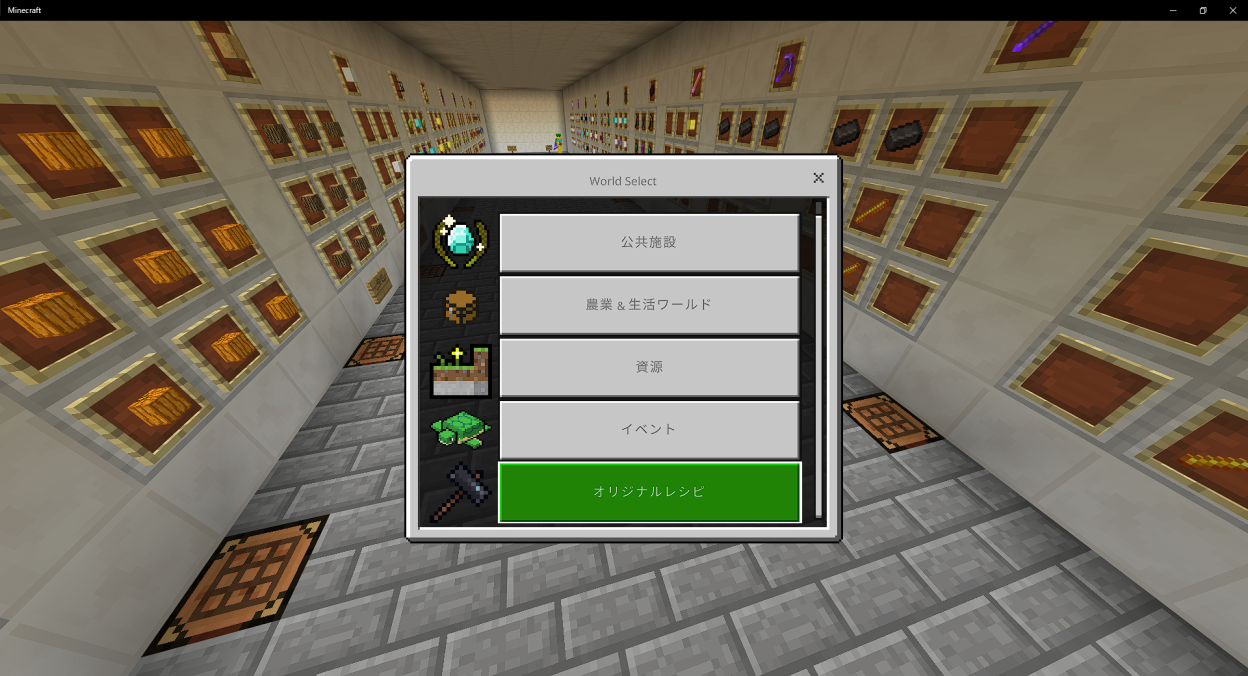 Minecraft
World Select
公共施設
農業 & 生活ワールド
資源
イベント
オリジナルレシピ